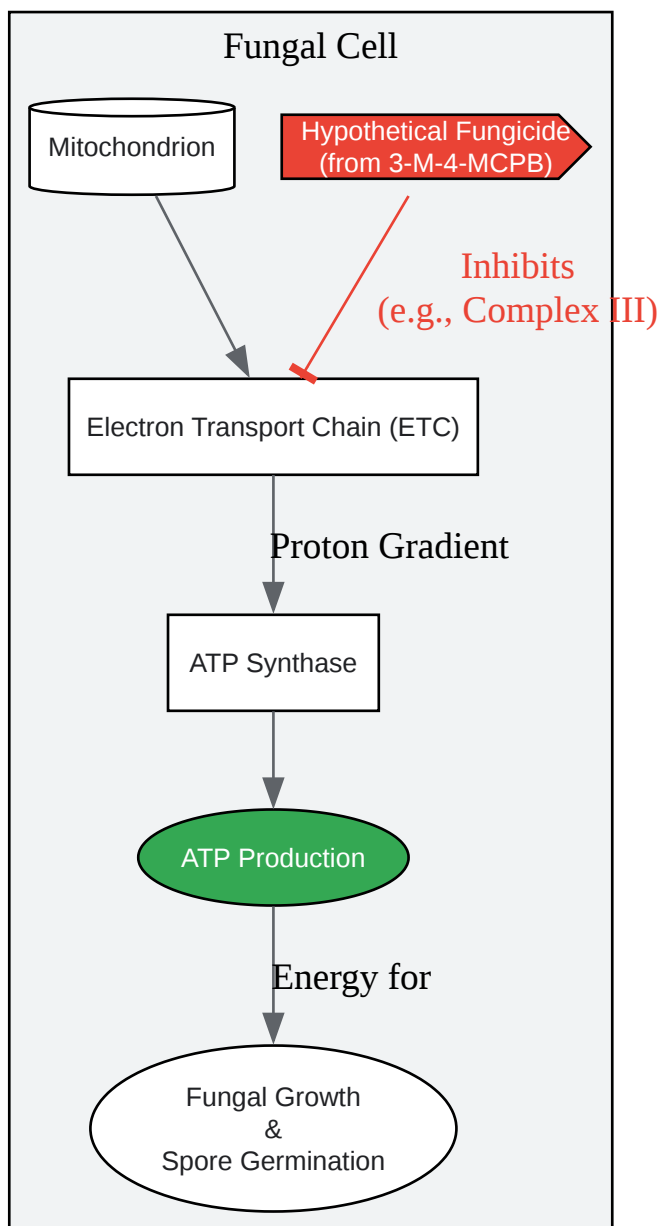 Fungal Cell
Mitochondrion
Hypothetical Fungicide
(from 3-M-4-MCPB)
Inhibits
(e.g., Complex III)
Electron Transport Chain (ETC)
Proton Gradient
ATP Synthase
ATP Production
Energy for
Fungal Growth
&
Spore Germination